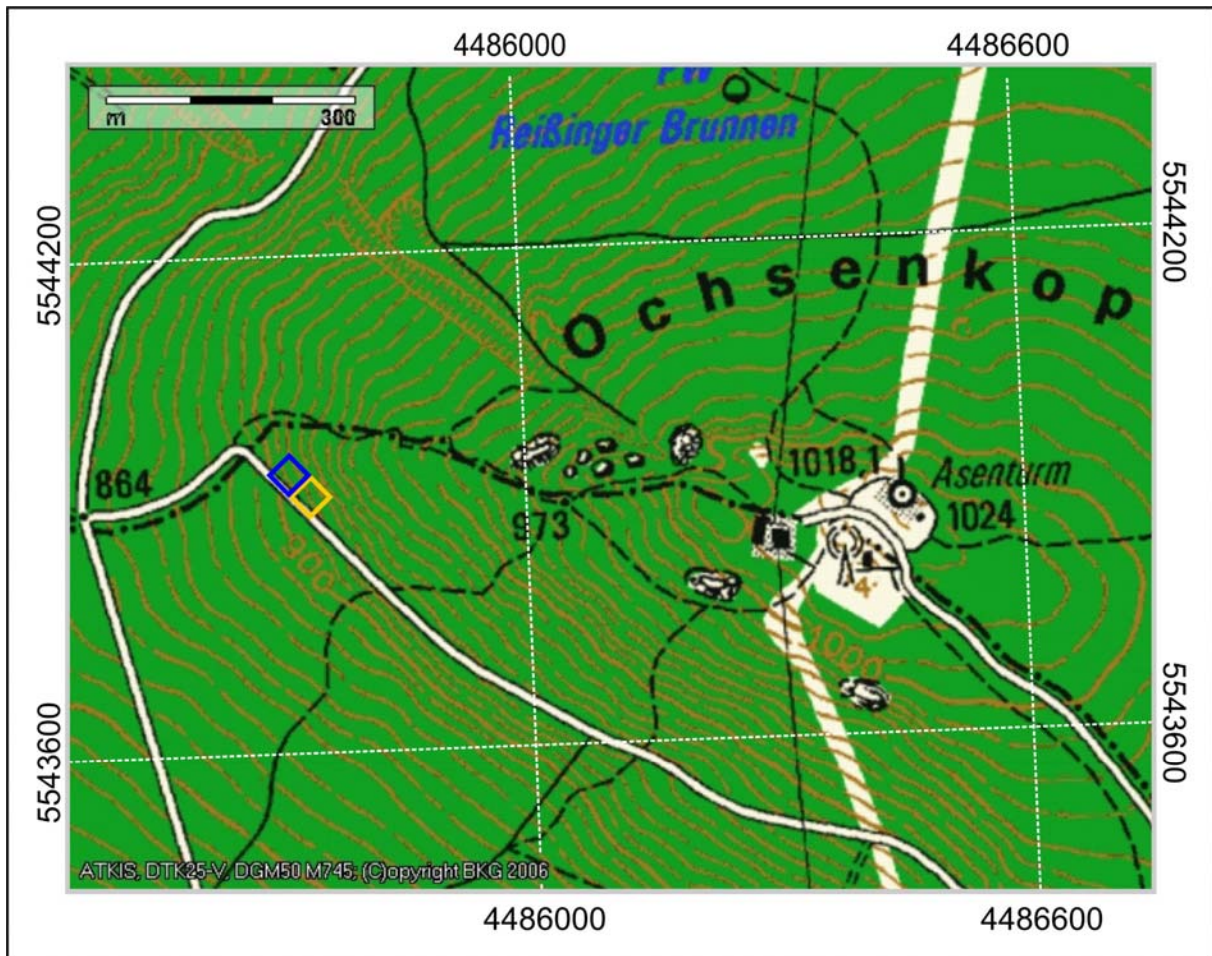 4486000 4486600
m 300
PW
Reißinger Brunnen
5544200
5544200
Ochsenkop
864
1018,1
Asenturm
1024
973
900
1000
5543600
5543600
ATKIS, DTK25-V, DGM50 M745, (C)opyright BKG 2006
4486000 4486600